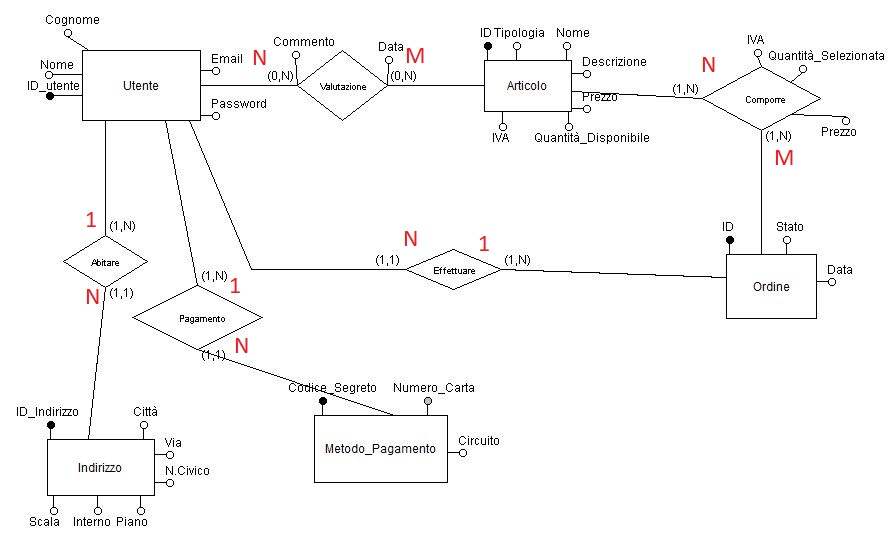 Cognome
Nome
ID_utente
Utente
Email
Password
N
Commento
(0,N)
Valutazione
Data
(0,N)
M
ID
Tipologia
Nome
Articolo
Descrizione
Prezzo
IVA
Quantità_Disponibile
(1,N)
N
IVA
Quantità_Selezionata
Comporre
Prezzo
(1,N)
M
1
(1,N)
Abitare
N
(1,1)
(1,N)
1
Pagamento
(1,1)
N
(1,1)
N
Effettuare
1
(1,N)
ID
Stato
Ordine
Data
ID_Indirizzo
Città
Indirizzo
Via
N.Civico
Scala
Interno
Piano
Codice_Segreto
Numero_Carta
Metodo_Pagamento
Circuito